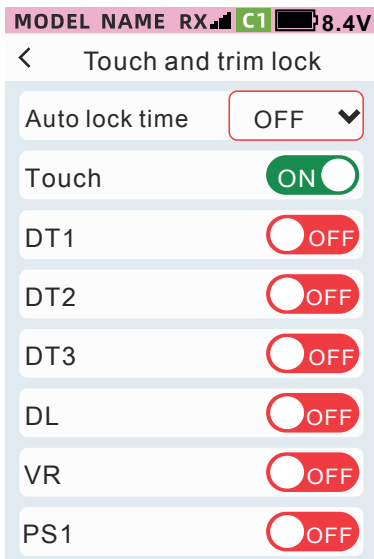 MODEL NAME RX C1 8.4V
Touch and trim lock
Auto lock time OFF
Touch ON
DT1 OFF
DT2 OFF
DT3 OFF
DL OFF
VR OFF
PS1 OFF